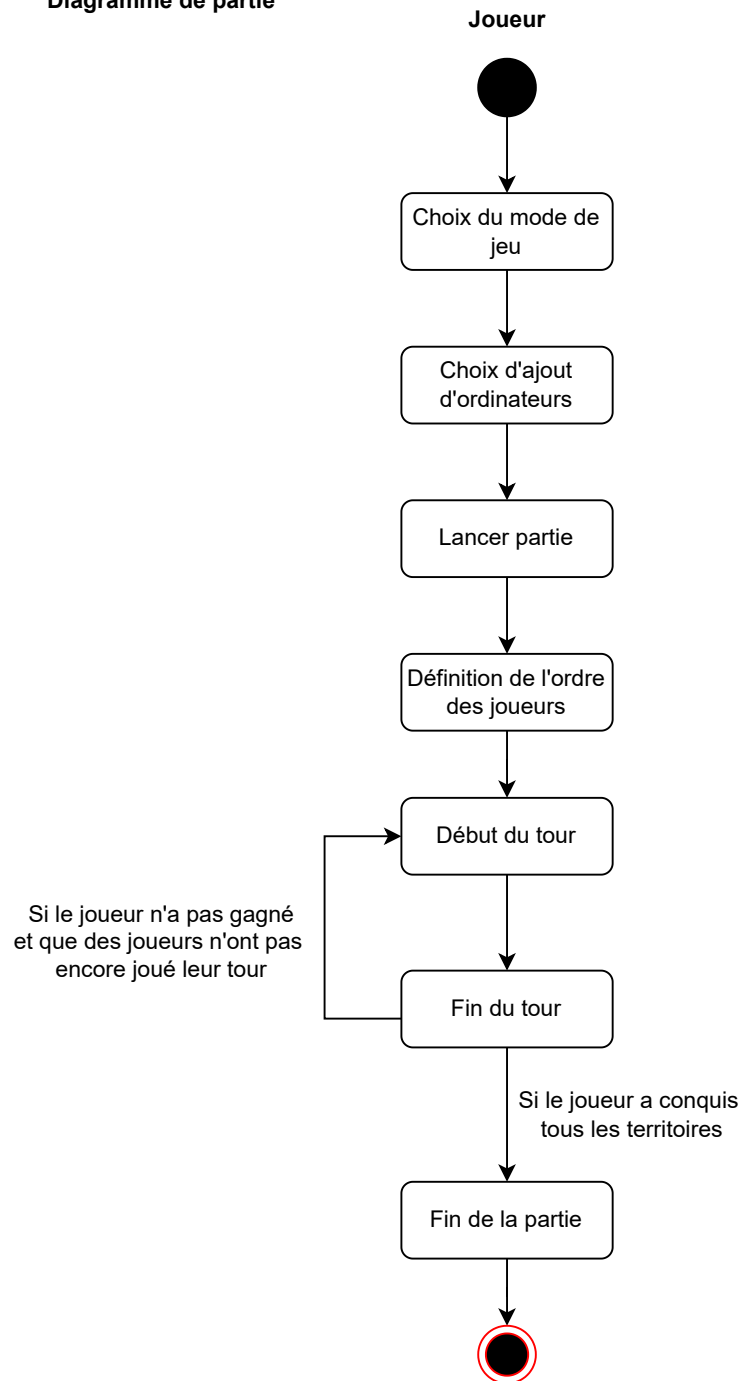 Diagramme de partie
Joueur
Choix du mode de
jeu
Choix d'ajout
d'ordinateurs
Lancer partie
Définition de l'ordre
des joueurs
Début du tour
Si le joueur n'a pas gagné
et que des joueurs n'ont pas
encore joué leur tour
Fin du tour
Si le joueur a conquis
tous les territoires
Fin de la partie